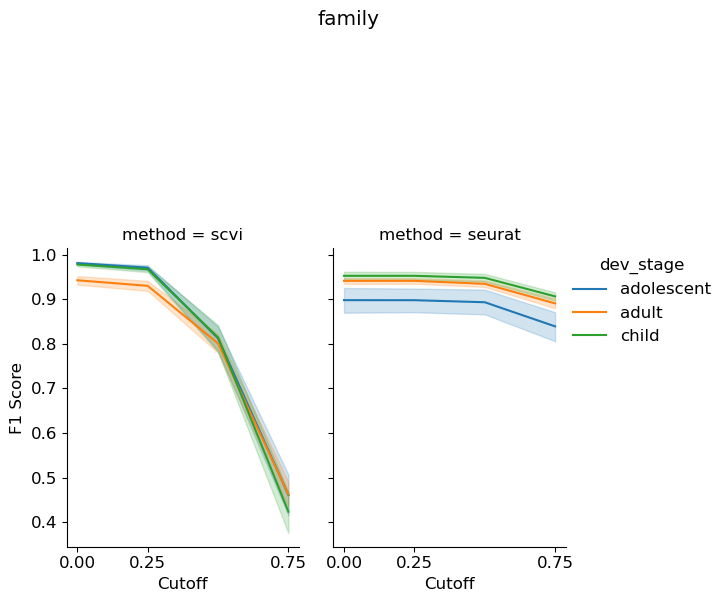 family
method = scvi
method = seurat
1.0
0.9
0.8
0.7
0.6
0.5
0.4
F1 Score
0.00 0.25 0.75
Cutoff
0.00 0.25 0.75
Cutoff
dev_stage
adolescent
adult
child